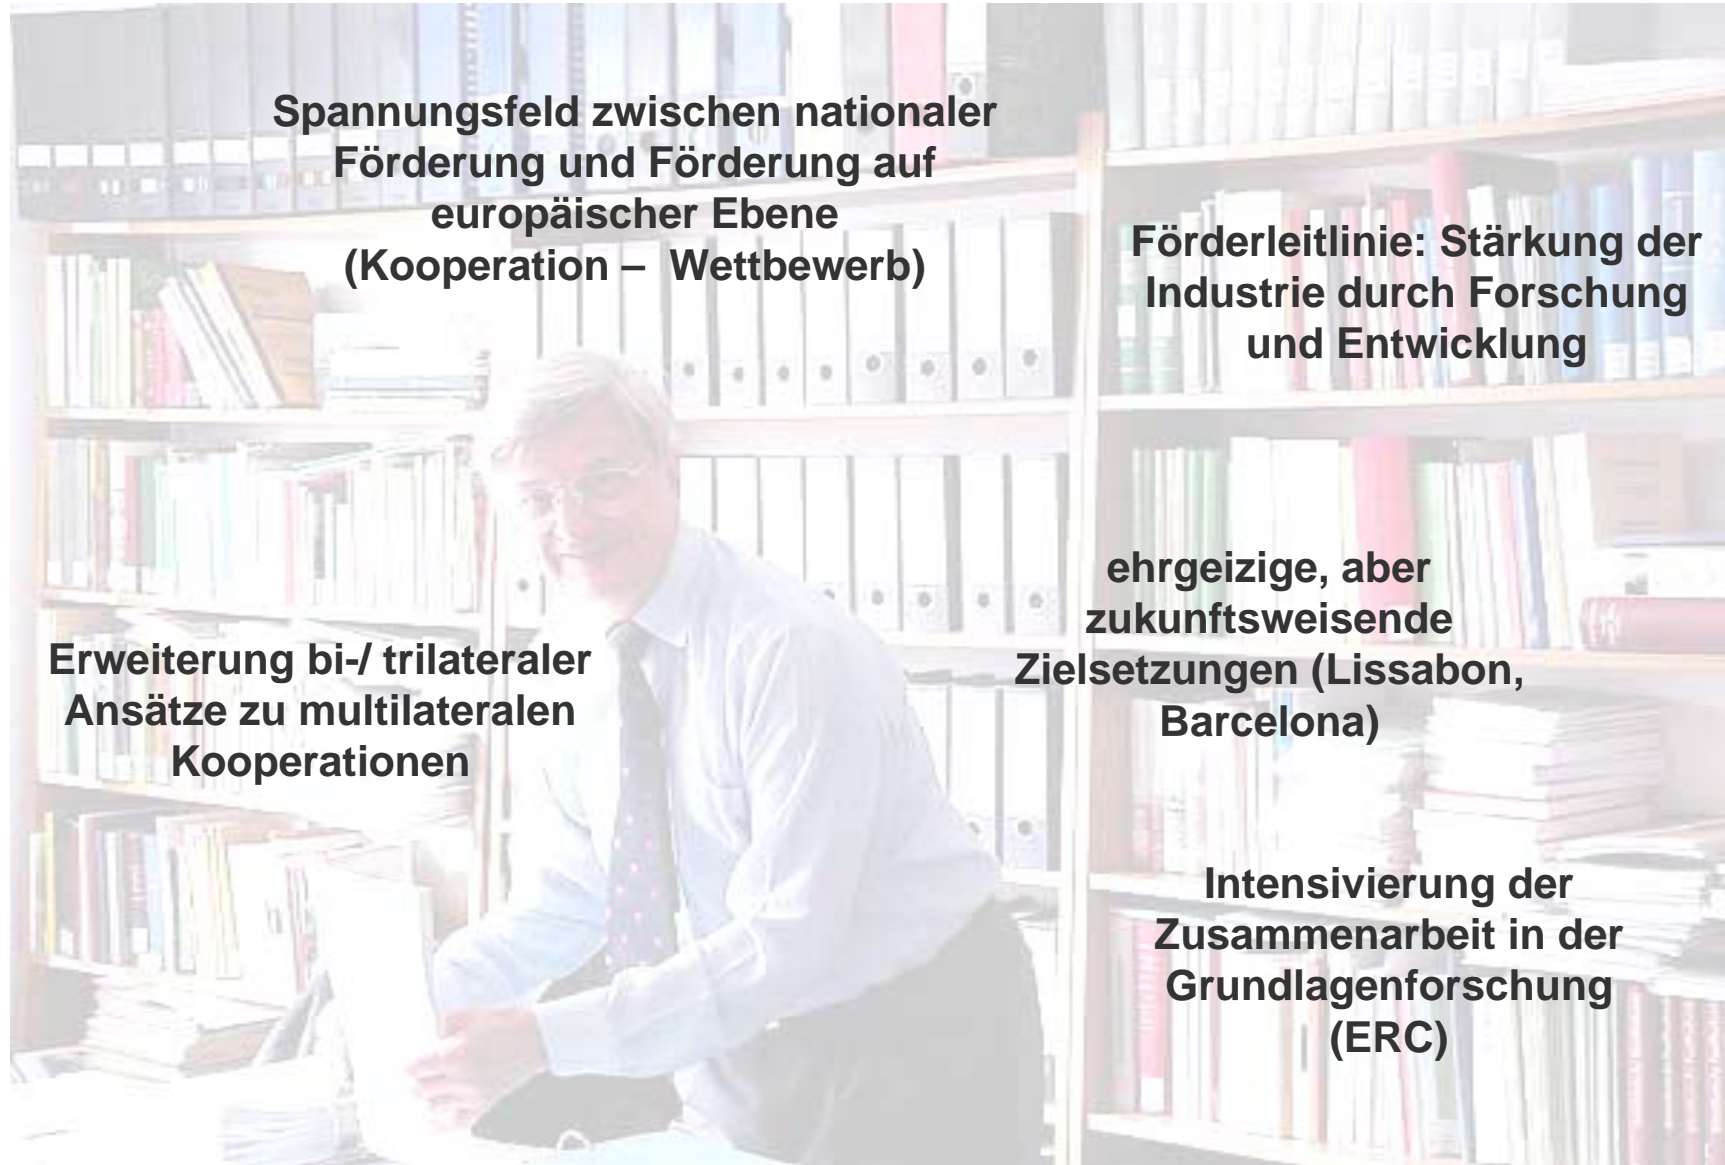 Spannungsfeld zwischen nationaler
Förderung und Förderung auf
europäischer Ebene
(Kooperation – Wettbewerb)
Förderleitlinie: Stärkung der
Industrie durch Forschung
und Entwicklung
ehrgeizige, aber
zukunftsweisende
Zielsetzungen (Lissabon,
Barcelona)
Erweiterung bi-/ trilateraler
Ansätze zu multilateralen
Kooperationen
Intensivierung der
Zusammenarbeit in der
Grundlagenforschung
(ERC)